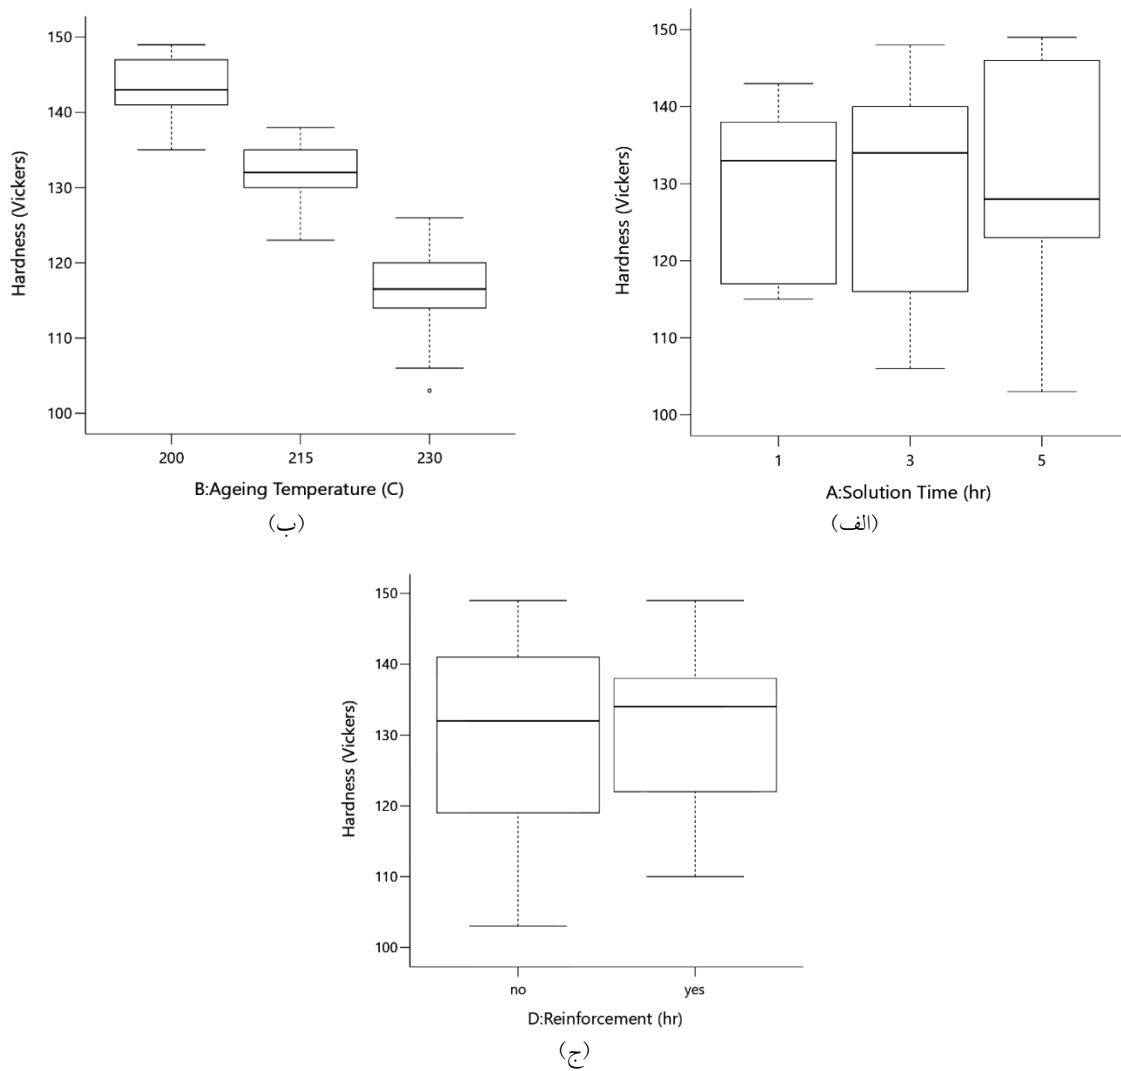 150
140
130
120
110
100
Hardness (Vickers)
200 215 230
B:Ageing Temperature (C)
(ب)
150
140
130
120
110
100
Hardness (Vickers)
1 3 5
A:Solution Time (hr)
(الف)
150
140
130
120
110
100
Hardness (Vickers)
no yes
D:Reinforcement (hr)
(ج)